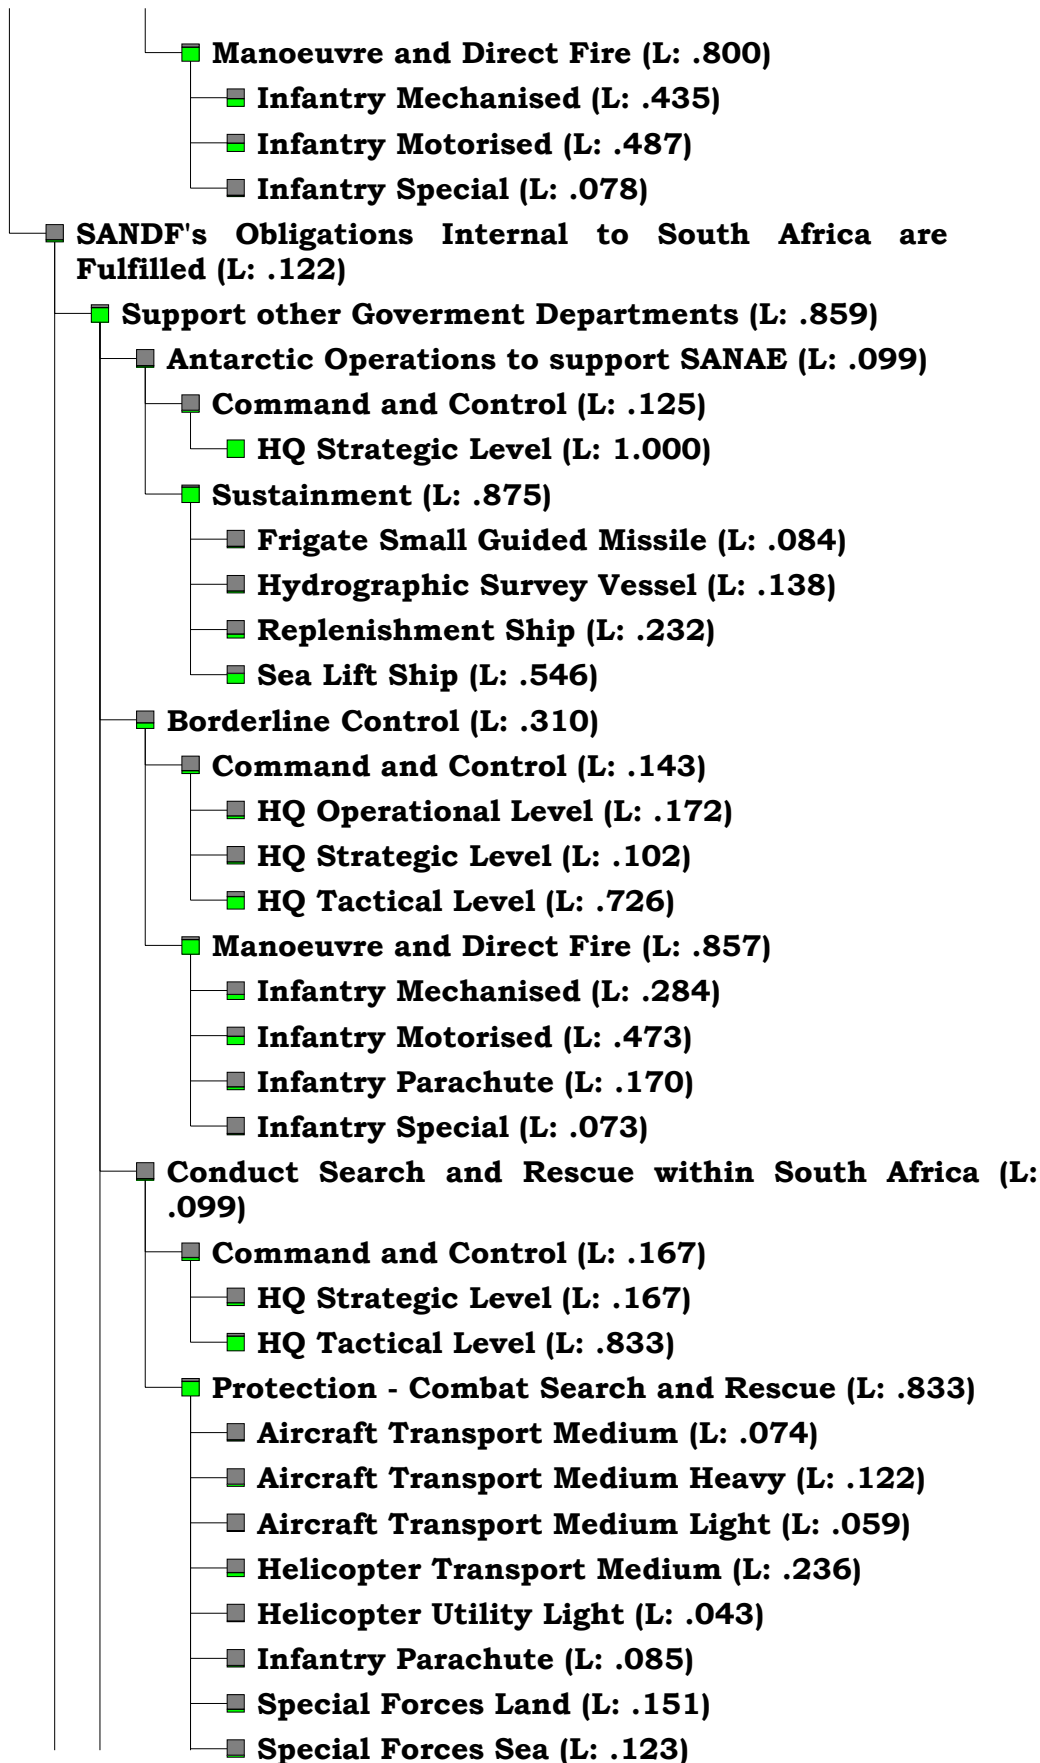 Manoeuvre and Direct Fire (L: .800)
Infantry Mechanised (L: .435)
Infantry Motorised (L: .487)
Infantry Special (L: .078)
SANDF's Obligations Internal to South Africa are
Fulfilled (L: .122)
Support other Goverment Departments (L: .859)
Antarctic Operations to support SANAE (L: .099)
Command and Control (L: .125)
HQ Strategic Level (L: 1.000)
Sustainment (L: .875)
Frigate Small Guided Missile (L: .084)
Hydrographic Survey Vessel (L: .138)
Replenishment Ship (L: .232)
Sea Lift Ship (L: .546)
Borderline Control (L: .310)
Command and Control (L: .143)
HQ Operational Level (L: .172)
HQ Strategic Level (L: .102)
HQ Tactical Level (L: .726)
Manoeuvre and Direct Fire (L: .857)
Infantry Mechanised (L: .284)
Infantry Motorised (L: .473)
Infantry Parachute (L: .170)
Infantry Special (L: .073)
Conduct Search and Rescue within South Africa (L:
.099)
Command and Control (L: .167)
HQ Strategic Level (L: .167)
HQ Tactical Level (L: .833)
Protection - Combat Search and Rescue (L: .833)
Aircraft Transport Medium (L: .074)
Aircraft Transport Medium Heavy (L: .122)
Aircraft Transport Medium Light (L: .059)
Helicopter Transport Medium (L: .236)
Helicopter Utility Light (L: .043)
Infantry Parachute (L: .085)
Special Forces Land (L: .151)
Special Forces Sea (L: .123)